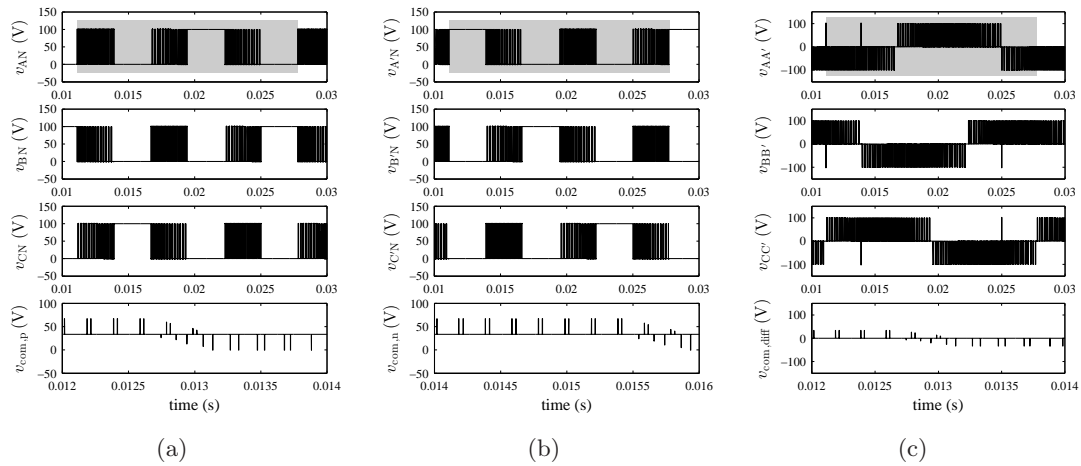 150
100
50
0
−50
v_AN (V)
0.01 0.015 0.02 0.025 0.03
150
100
50
0
−50
v_BN (V)
0.01 0.015 0.02 0.025 0.03
150
100
50
0
−50
v_CN (V)
0.01 0.015 0.02 0.025 0.03
100
50
0
−50
v_com,p (V)
0.012 0.0125 0.013 0.0135 0.014
time (s)
(a)
150
100
50
0
50
v_A′N (V)
0.01 0.015 0.02 0.025 0.03
150
100
50
0
−50
v_B′N (V)
0.01 0.015 0.02 0.025 0.03
150
100
50
0
−50
v_C′N (V)
0.01 0.015 0.02 0.025 0.03
100
50
0
−50
v_com,n (V)
0.014 0.0145 0.015 0.0155 0.016
time (s)
(b)
100
0
−100
v_AA′ (V)
0.01 0.015 0.02 0.025 0.03
100
0
−100
v_BB′ (V)
0.01 0.015 0.02 0.025 0.03
100
0
−100
v_CC′ (V)
0.01 0.015 0.02 0.025 0.03
100
0
−100
v_com,diff (V)
0.012 0.0125 0.013 0.0135 0.014
time (s)
(c)